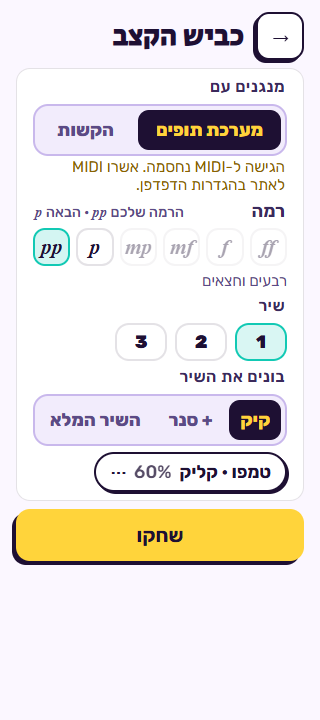 → כביש הקצב
מנגנים עם
מערכת תופים הקשות
הגישה ל-MIDI נחסמה. אשרו MIDI
לאתר בהגדרות הדפדפן.
רמה הרמה שלכם pp • הבאה p
ff f mf mp p pp
רבעים וחצאים
שיר
1 2 3
בונים את השיר
קיק + סנר השיר המלא
טמפו • קליק 60% ···
שחקו